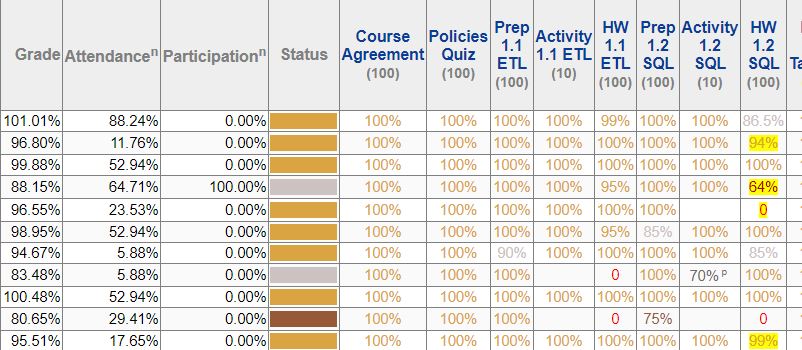 Grade Attendanceⁿ Participationⁿ Status Course Agreement (100) Policies Quiz (100) Prep 1.1 ETL (100) Activity 1.1 ETL (10) HW 1.1 ETL (100) Prep 1.2 SQL (100) Activity 1.2 SQL (10) HW 1.2 SQL (100)
101.01% 88.24% 0.00% 100% 100% 100% 100% 99% 100% 100% 86.5%
96.80% 11.76% 0.00% 100% 100% 100% 100% 100% 100% 100% 94%
99.88% 52.94% 0.00% 100% 100% 100% 100% 100% 100% 100% 100%
88.15% 64.71% 100.00% 100% 100% 100% 100% 95% 100% 100% 64%
96.55% 23.53% 0.00% 100% 100% 100% 100% 100% 100% 0
98.95% 52.94% 0.00% 100% 100% 100% 100% 95% 85% 100% 100%
94.67% 5.88% 0.00% 100% 100% 90% 100% 100% 100% 100% 85%
83.48% 5.88% 0.00% 100% 100% 100% 0 100% 70% ᵖ 100%
100.48% 52.94% 0.00% 100% 100% 100% 100% 100% 100% 100% 100%
80.65% 29.41% 0.00% 100% 100% 100% 0 75% 0
95.51% 17.65% 0.00% 100% 100% 100% 100% 100% 100% 100% 99%